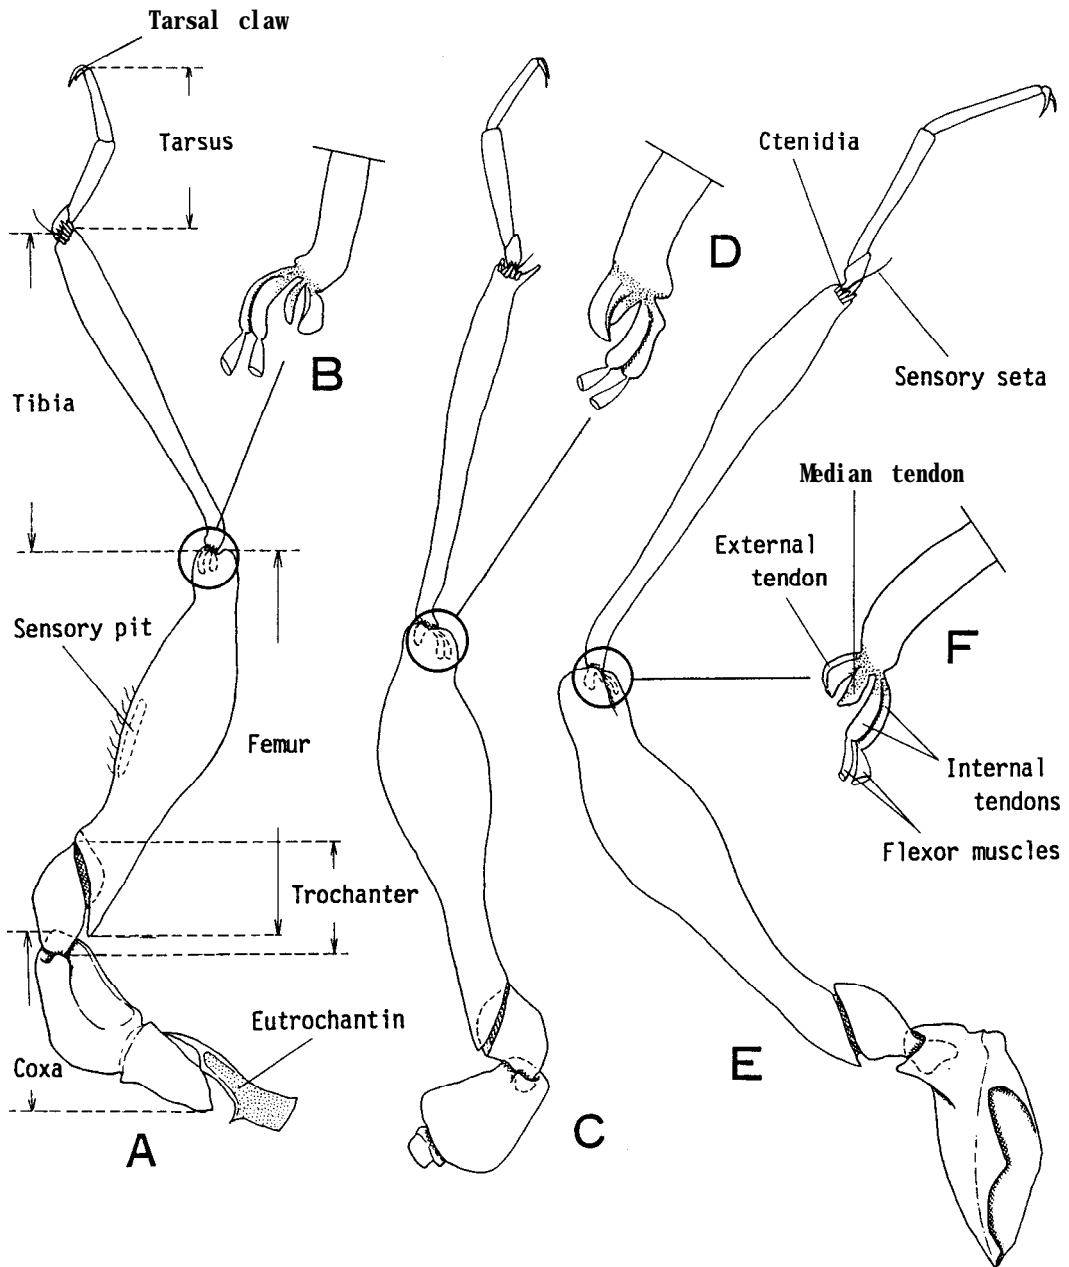 Tarsal claw
Tarsus
Ctenidia
D
B
Sensory seta
Tibia
Median tendon
External
tendon
Sensory pit
F
Femur
Internal
tendons
Flexor muscles
Trochanter
Eutrochantin
Coxa
E
C
A